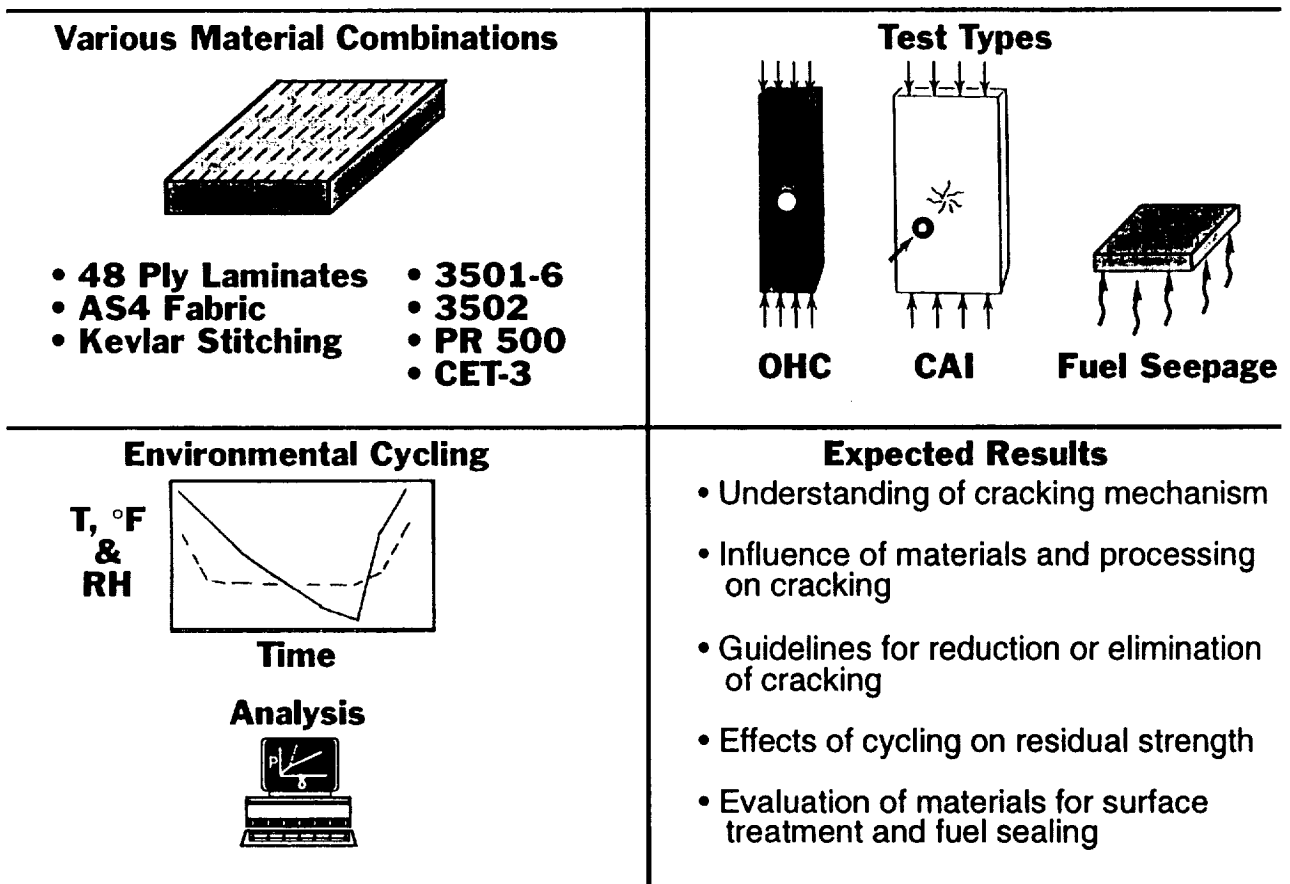 Various Material Combinations
• 48 Ply Laminates
• AS4 Fabric
• Kevlar Stitching
• 3501-6
• 3502
• PR 500
• CET-3
Test Types
OHC
CAI
Fuel Seepage
Environmental Cycling
T, °F
&
RH
Time
Analysis
P
δ
Expected Results
• Understanding of cracking mechanism
• Influence of materials and processing
on cracking
• Guidelines for reduction or elimination
of cracking
• Effects of cycling on residual strength
• Evaluation of materials for surface
treatment and fuel sealing